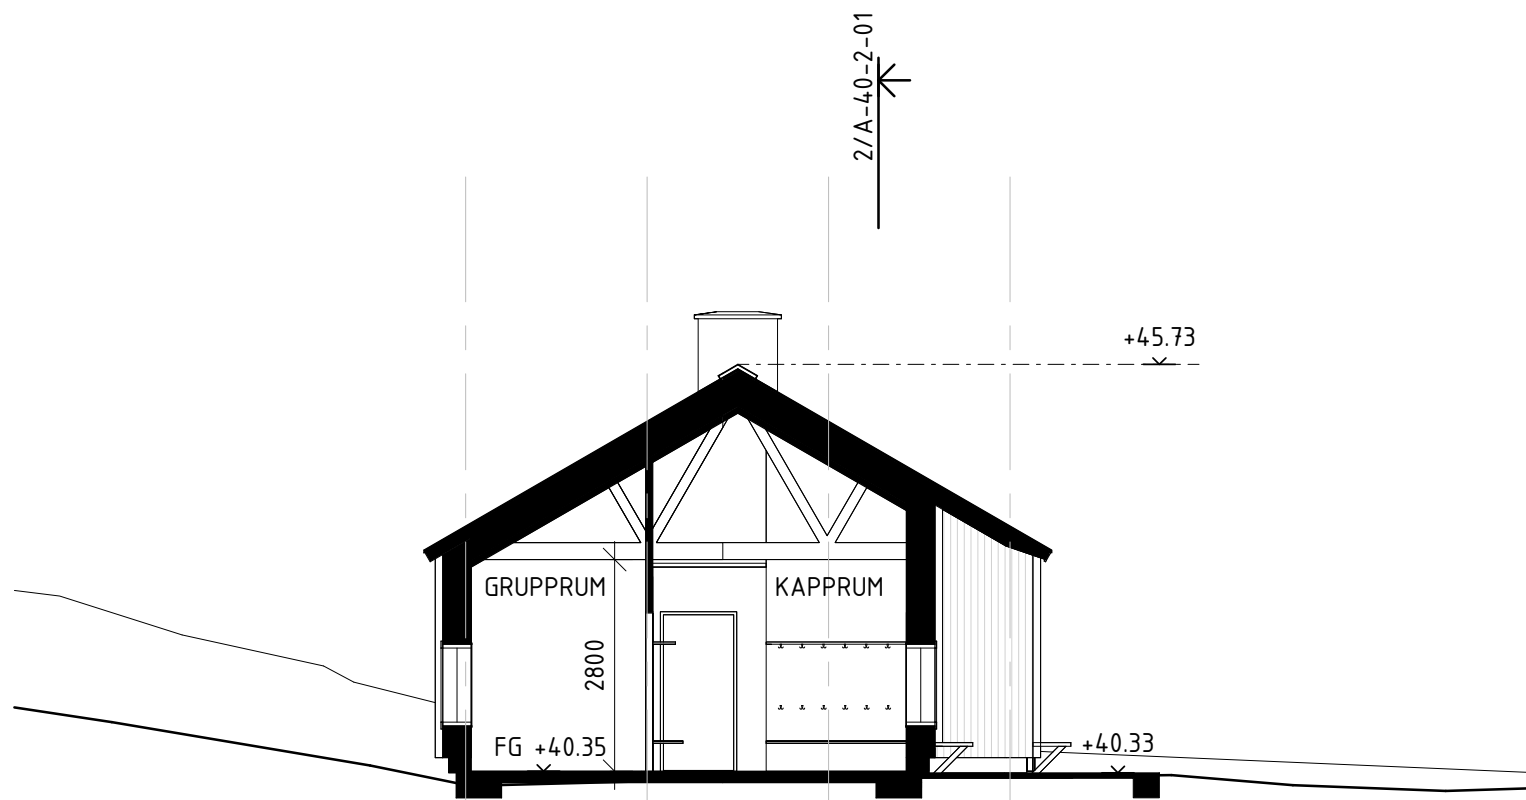 2/A-40-2-01
+45.73
GRUPPRUM
KAPPRUM
2800
FG +40.35
+40.33